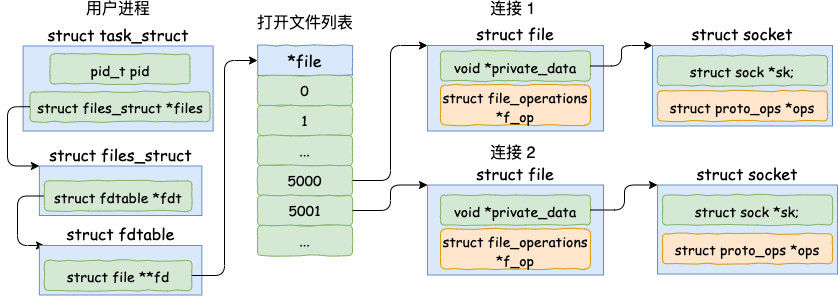 用户进程
struct task_struct
pid_t pid
struct files_struct *files
struct files_struct
struct fdtable *fdt
struct fdtable
struct file **fd
打开文件列表
*file
0
1
...
5000
5001
...
连接 1
struct file
void *private_data
struct file_operations
*f_op
struct socket
struct sock *sk;
struct proto_ops *ops
连接 2
struct file
void *private_data
struct file_operations
*f_op
struct socket
struct sock *sk;
struct proto_ops *ops